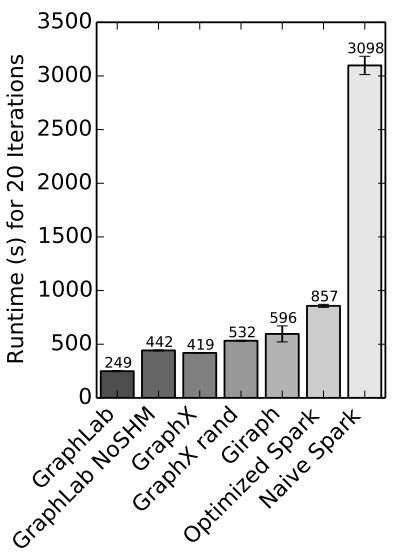 Runtime (s) for 20 Iterations
3500
3000
2500
2000
1500
1000
500
0
249
442
419
532
596
857
3098
GraphLab
GraphLab NoSHM
GraphX
GraphX rand
Giraph
Optimized Spark
Naive Spark